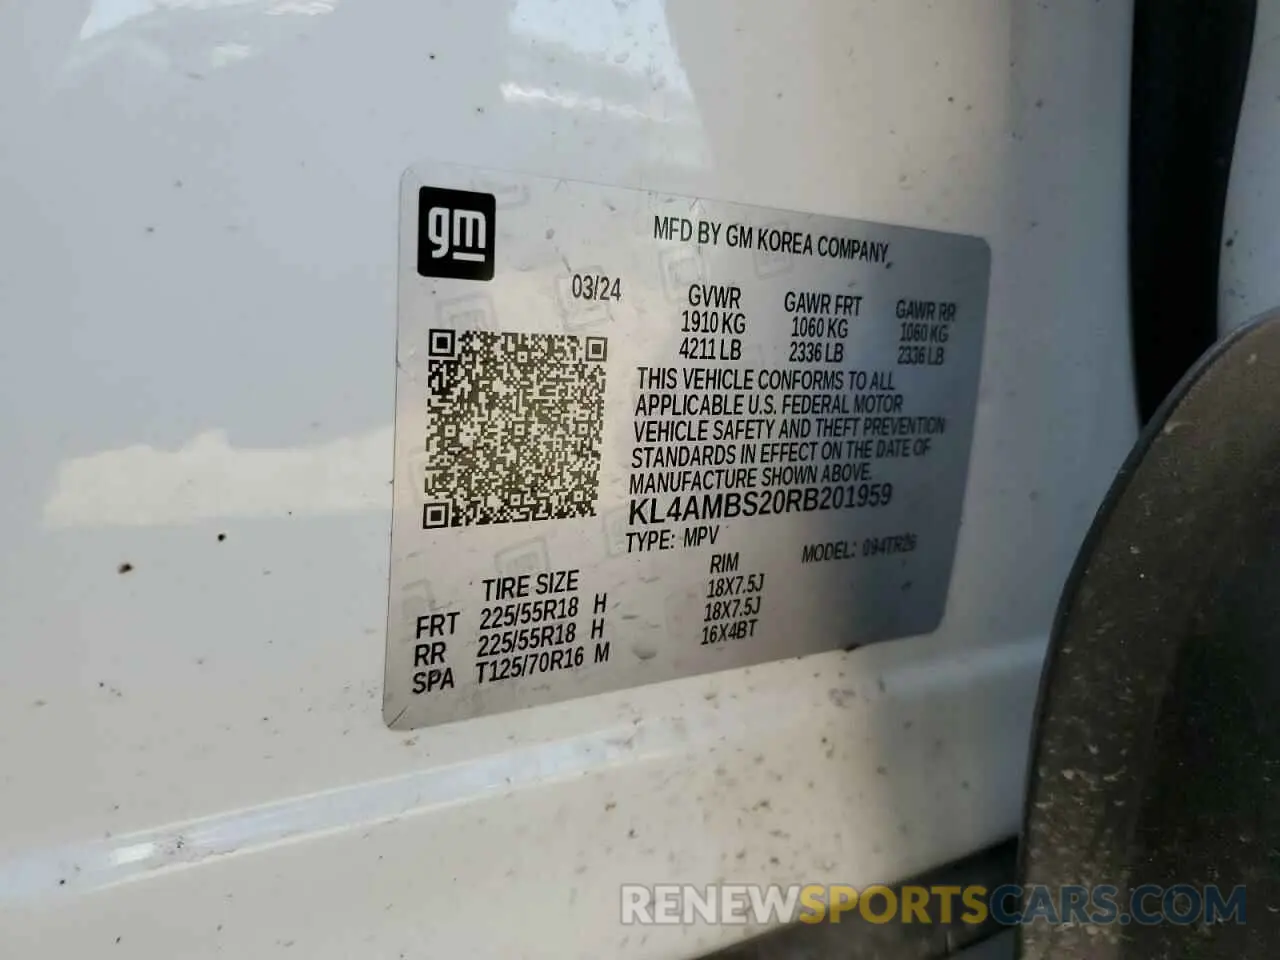 gm
MFD BY GM KOREA COMPANY
03/24
GVWR GAWR FRT GAWR RR
1910 KG 1060 KG 1060 KG
4211 LB 2336 LB 2336 LB
THIS VEHICLE CONFORMS TO ALL
APPLICABLE U.S. FEDERAL MOTOR
VEHICLE SAFETY AND THEFT PREVENTION
STANDARDS IN EFFECT ON THE DATE OF
MANUFACTURE SHOWN ABOVE.
KL4AMBS20RB201959
TYPE: MPV MODEL: 094TR26
TIRE SIZE RIM
FRT 225/55R18 H 18X7.5J
RR 225/55R18 H 18X7.5J
SPA T125/70R16 M 16X4BT
RENEWSPORTSCARS.COM